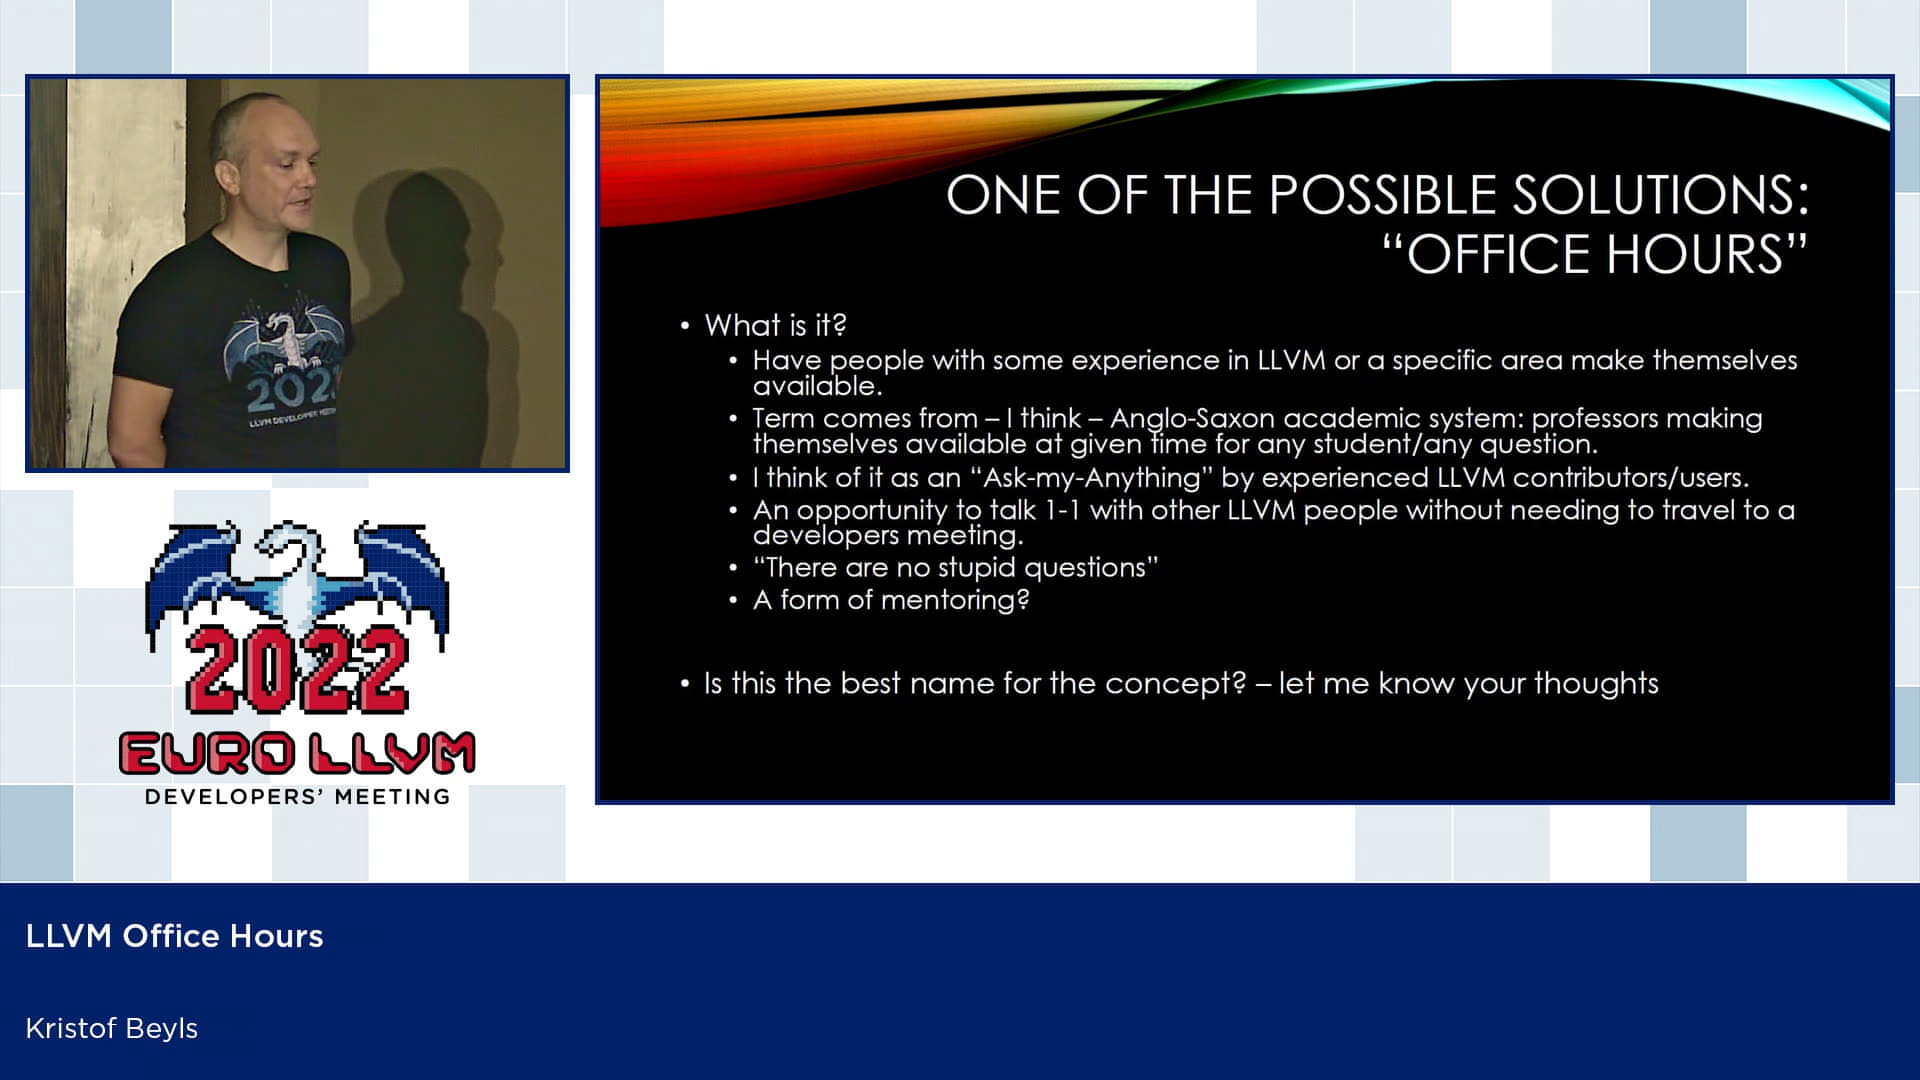 202
LLVM DEVELOPER MEETIN
ONE OF THE POSSIBLE SOLUTIONS:
“OFFICE HOURS”
• What is it?
• Have people with some experience in LLVM or a specific area make themselves
available.
• Term comes from – I think – Anglo-Saxon academic system: professors making
themselves available at given time for any student/any question.
• I think of it as an “Ask-my-Anything” by experienced LLVM contributors/users.
• An opportunity to talk 1-1 with other LLVM people without needing to travel to a
developers meeting.
• “There are no stupid questions”
• A form of mentoring?
• Is this the best name for the concept? – let me know your thoughts
2022
EURO LLVM
DEVELOPERS’ MEETING
LLVM Office Hours
Kristof Beyls